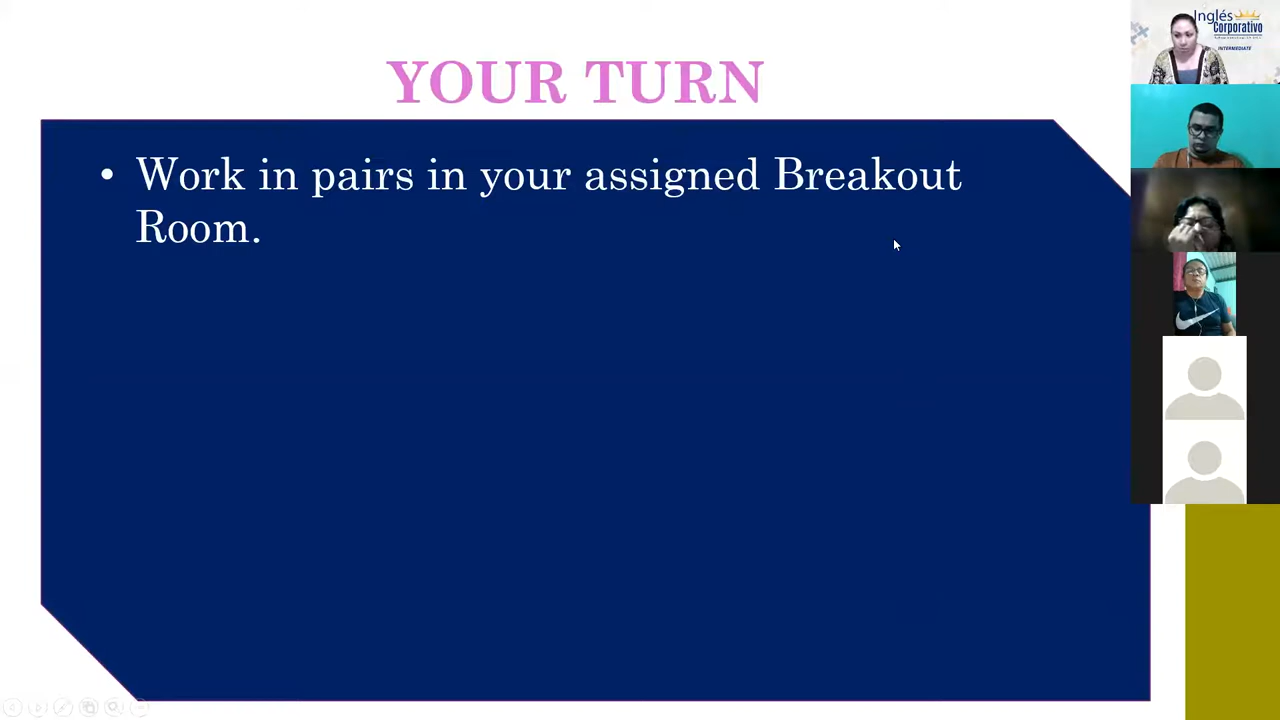 YOUR TURN
• Work in pairs in your assigned Breakout
Room.
Inglés
Corporativo
INTERMEDIATE